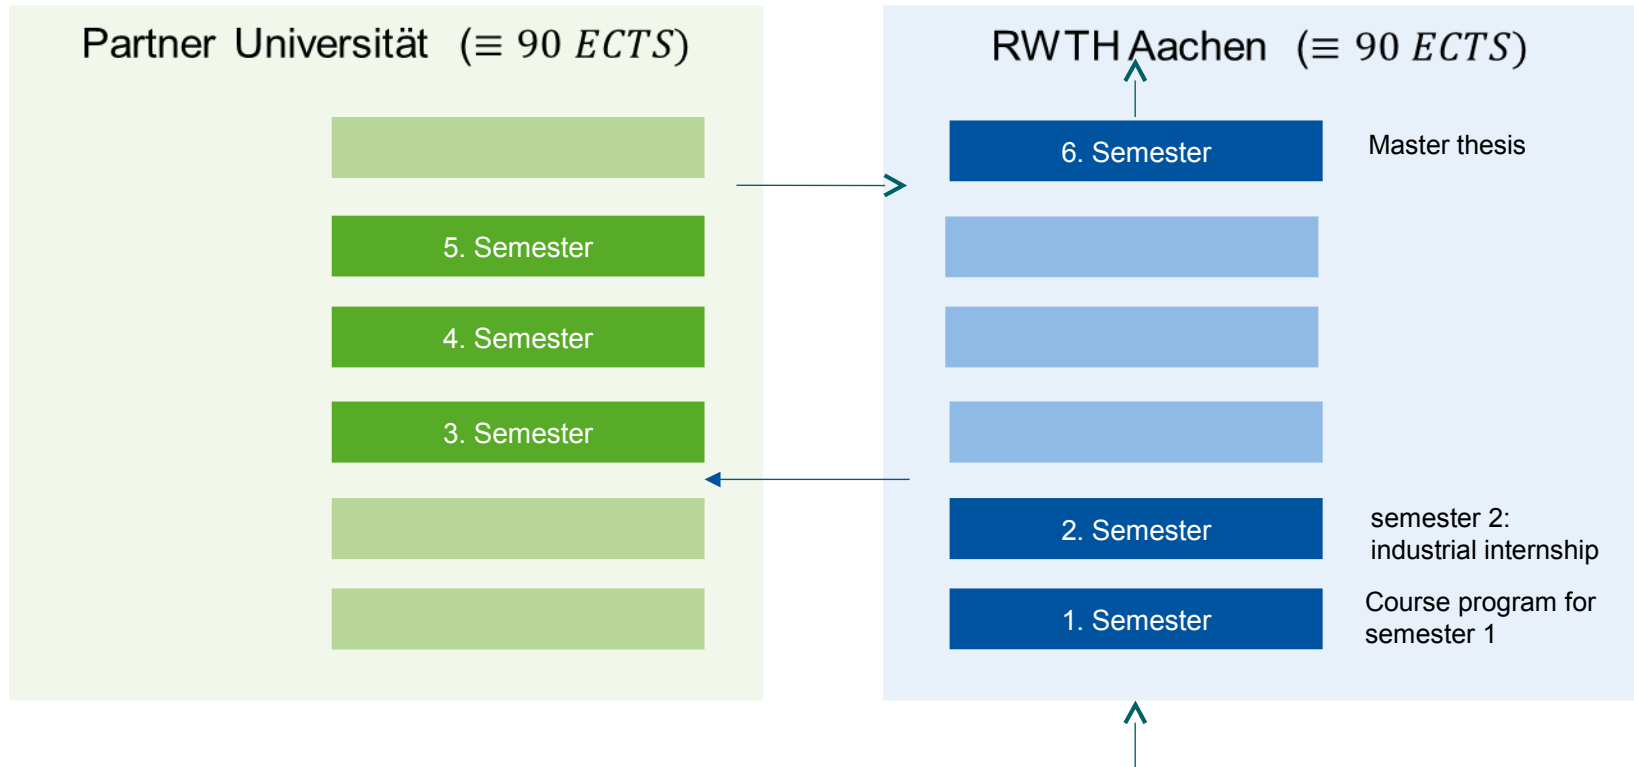 Partner Universität (≡ 90 ECTS)
RWTH Aachen (≡ 90 ECTS)
6. Semester
Master thesis
5. Semester
4. Semester
3. Semester
2. Semester
semester 2:
industrial internship
1. Semester
Course program for
semester 1